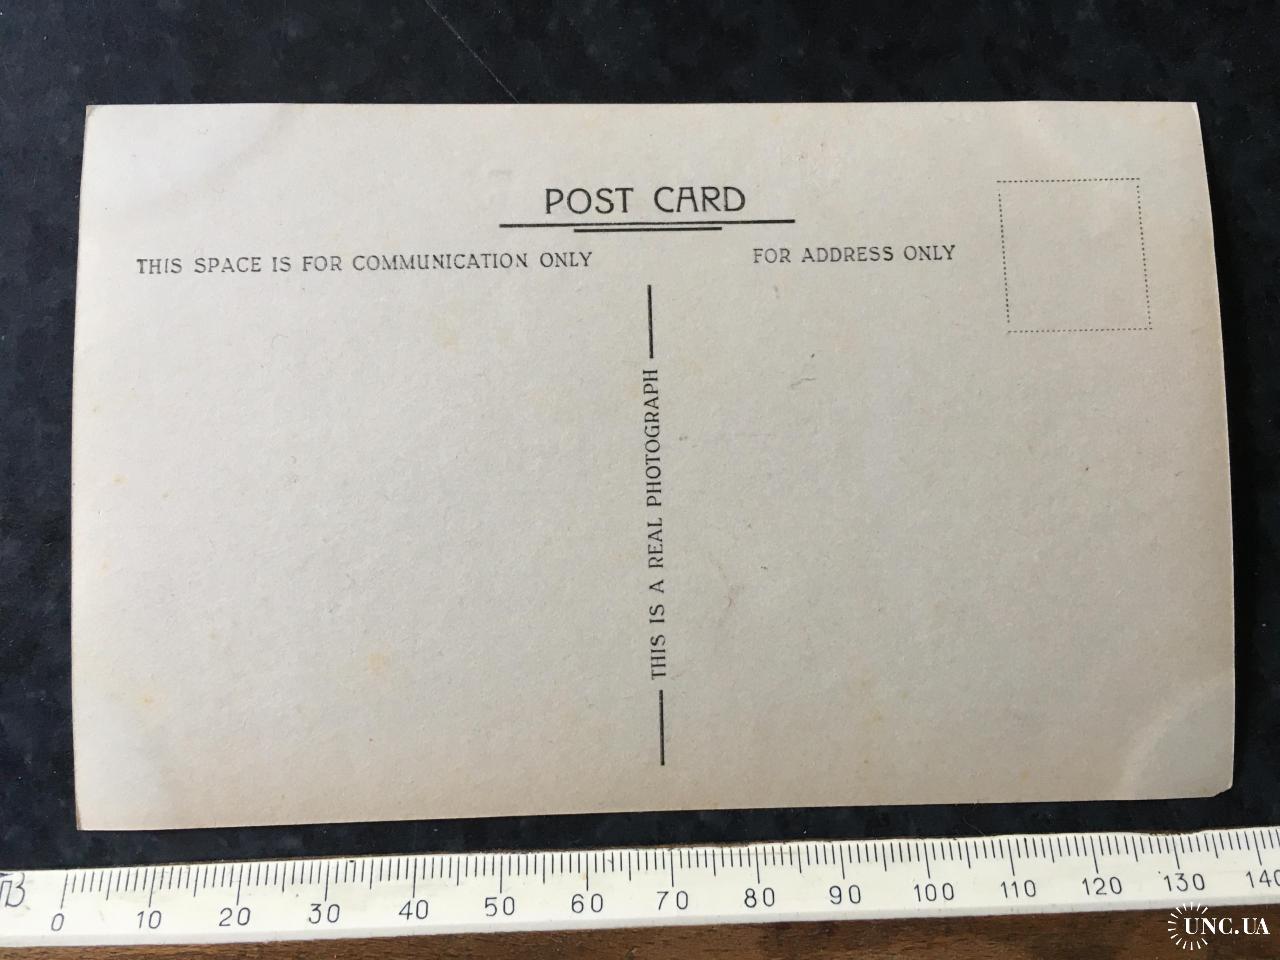 POST CARD
THIS SPACE IS FOR COMMUNICATION ONLY
FOR ADDRESS ONLY
THIS IS A REAL PHOTOGRAPH
0 10 20 30 40 50 60 70 80 90 100 110 120 130 140
UNC.UA